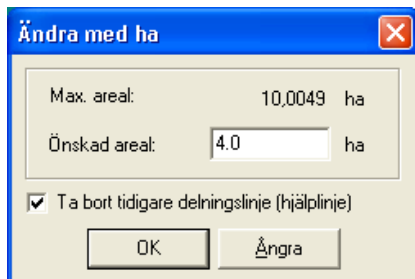 Ändra med ha
Max. areal: 10,0049 ha
Önskad areal: 4.0 ha
Ta bort tidigare delningslinje (hjälplinje)
OK Ångra